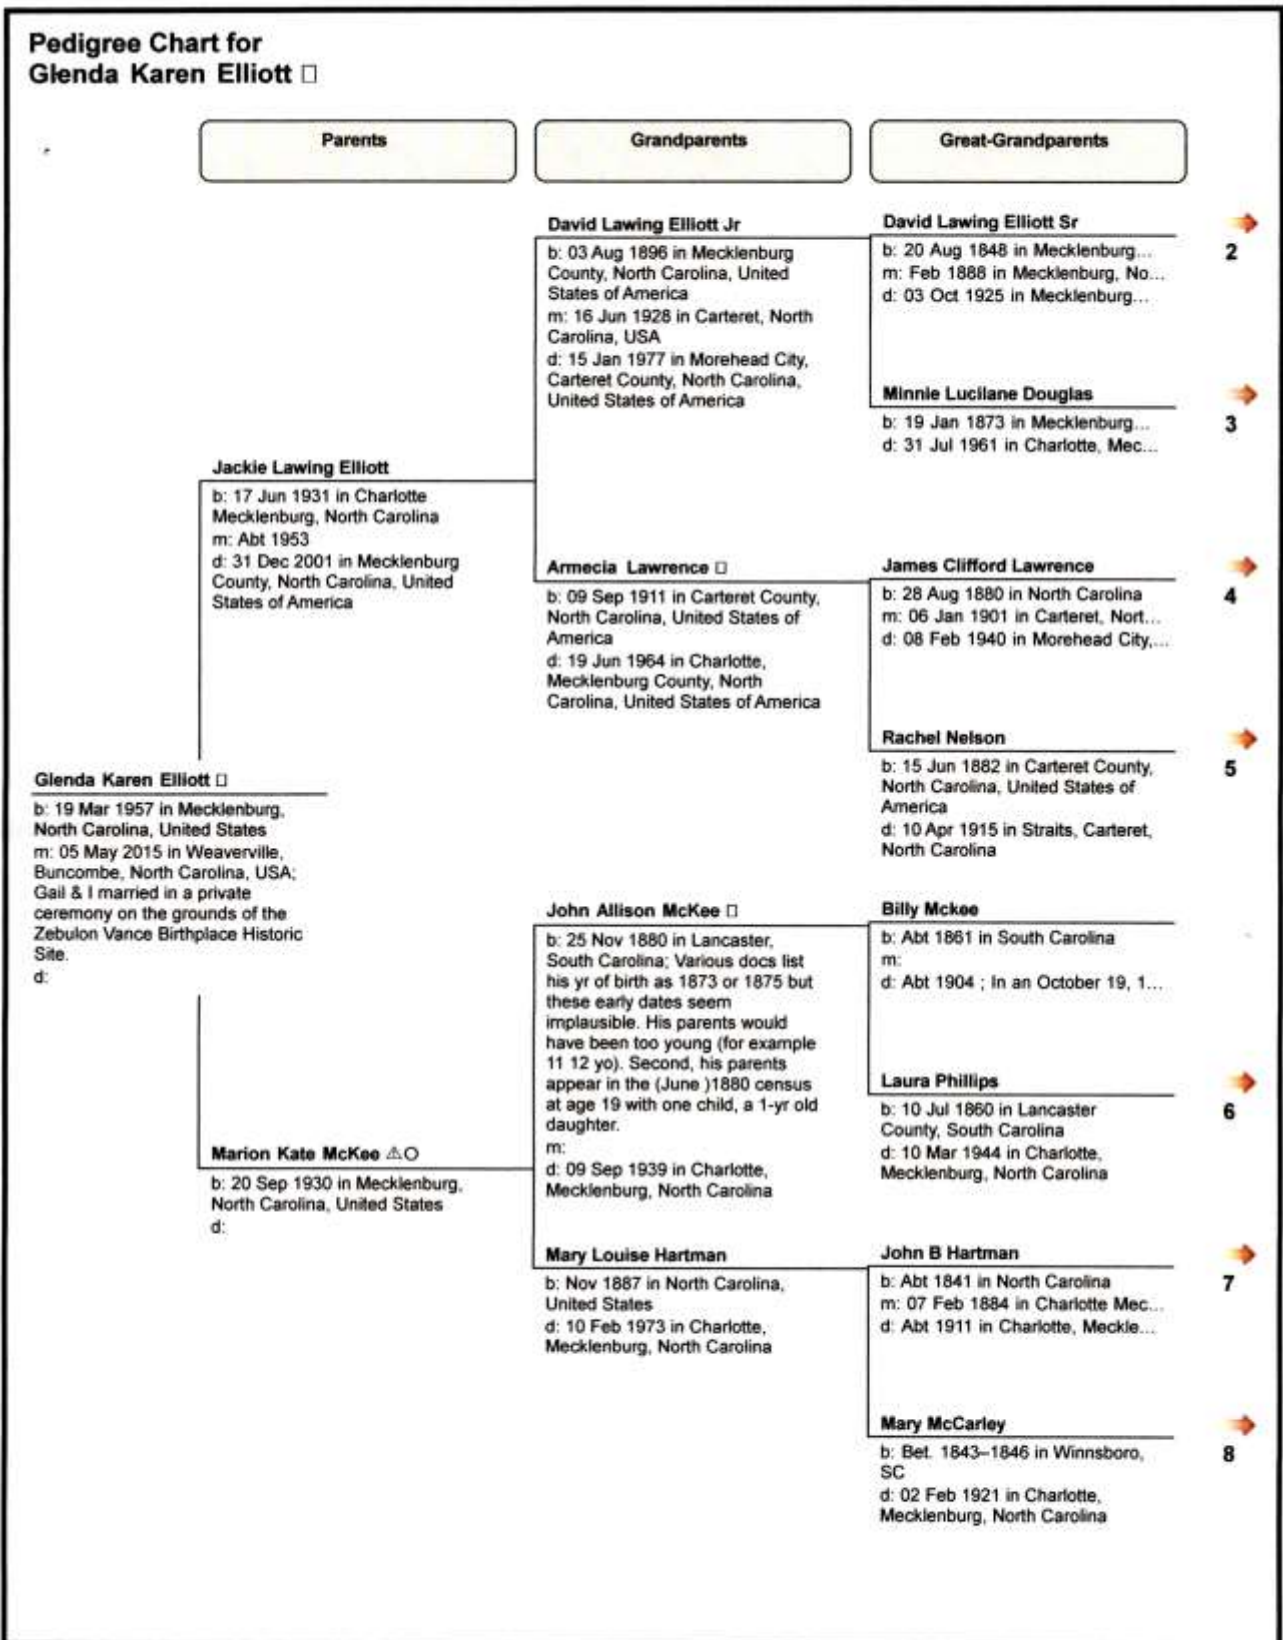 Pedigree Chart for
Glenda Karen Elliott □
Parents
Grandparents
Great-Grandparents
David Lawing Elliott Jr
b: 03 Aug 1896 in Mecklenburg
County, North Carolina, United
States of America
m: 16 Jun 1928 in Carteret, North
Carolina, USA
d: 15 Jan 1977 in Morehead City,
Carteret County, North Carolina,
United States of America
David Lawing Elliott Sr
b: 20 Aug 1848 in Mecklenburg...
m: Feb 1888 in Mecklenburg, No...
d: 03 Oct 1925 in Mecklenburg...
2
Minnie Lucilane Douglas
b: 19 Jan 1873 in Mecklenburg...
d: 31 Jul 1961 in Charlotte, Mec...
3
Jackie Lawing Elliott
b: 17 Jun 1931 in Charlotte
Mecklenburg, North Carolina
m: Abt 1953
d: 31 Dec 2001 in Mecklenburg
County, North Carolina, United
States of America
Armecia Lawrence □
b: 09 Sep 1911 in Carteret County,
North Carolina, United States of
America
d: 19 Jun 1964 in Charlotte,
Mecklenburg County, North
Carolina, United States of America
James Clifford Lawrence
b: 28 Aug 1880 in North Carolina
m: 06 Jan 1901 in Carteret, Nort...
d: 08 Feb 1940 in Morehead City,...
4
Rachel Nelson
b: 15 Jun 1882 in Carteret County,
North Carolina, United States of
America
d: 10 Apr 1915 in Straits, Carteret,
North Carolina
5
Glenda Karen Elliott □
b: 19 Mar 1957 in Mecklenburg,
North Carolina, United States
m: 05 May 2015 in Weaverville,
Buncombe, North Carolina, USA;
Gail & I married in a private
ceremony on the grounds of the
Zebulon Vance Birthplace Historic
Site.
d:
John Allison McKee □
b: 25 Nov 1880 in Lancaster,
South Carolina; Various docs list
his yr of birth as 1873 or 1875 but
these early dates seem
implausible. His parents would
have been too young (for example
11 12 yo). Second, his parents
appear in the (June )1880 census
at age 19 with one child, a 1-yr old
daughter.
m:
d: 09 Sep 1939 in Charlotte,
Mecklenburg, North Carolina
Billy Mckee
b: Abt 1861 in South Carolina
m:
d: Abt 1904 ; In an October 19, 1...
Laura Phillips
b: 10 Jul 1860 in Lancaster
County, South Carolina
d: 10 Mar 1944 in Charlotte,
Mecklenburg, North Carolina
6
Marion Kate McKee ⚠○
b: 20 Sep 1930 in Mecklenburg,
North Carolina, United States
d:
Mary Louise Hartman
b: Nov 1887 in North Carolina,
United States
d: 10 Feb 1973 in Charlotte,
Mecklenburg, North Carolina
John B Hartman
b: Abt 1841 in North Carolina
m: 07 Feb 1884 in Charlotte Mec...
d: Abt 1911 in Charlotte, Meckle...
7
Mary McCarley
b: Bet. 1843–1846 in Winnsboro,
SC
d: 02 Feb 1921 in Charlotte,
Mecklenburg, North Carolina
8